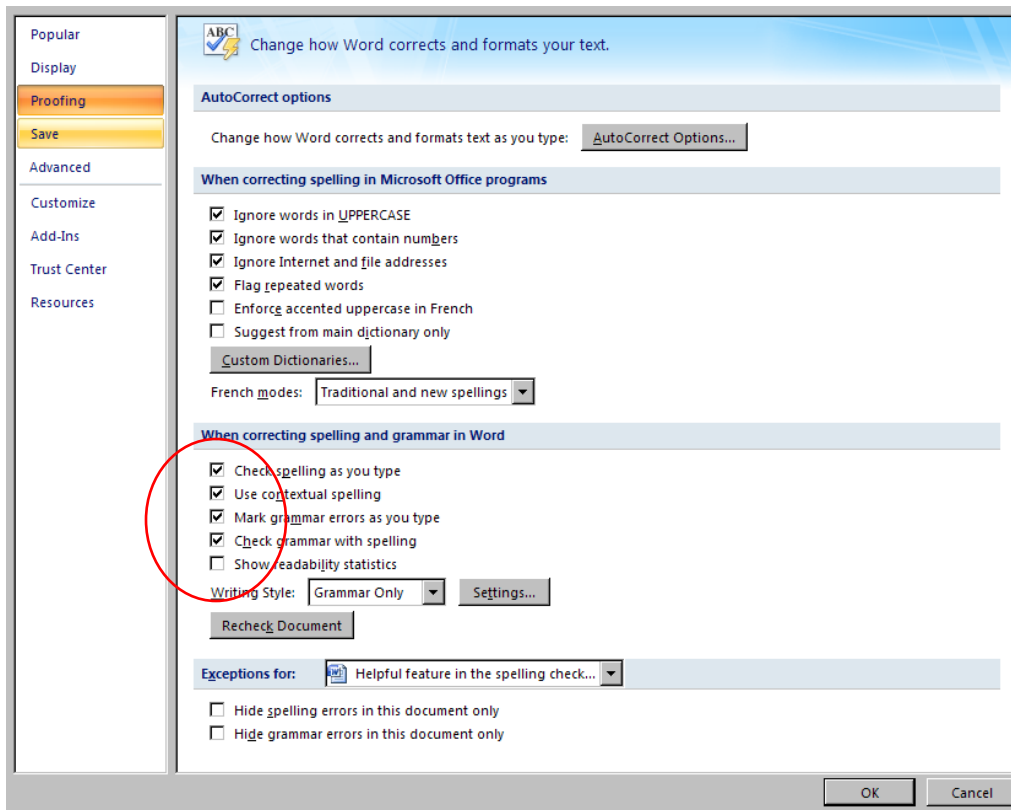 Popular
Display
Proofing
Save
Advanced
Customize
Add-Ins
Trust Center
Resources
ABC
Change how Word corrects and formats your text.
AutoCorrect options
Change how Word corrects and formats text as you type: AutoCorrect Options...
When correcting spelling in Microsoft Office programs
Ignore words in UPPERCASE
Ignore words that contain numbers
Ignore Internet and file addresses
Flag repeated words
Enforce accented uppercase in French
Suggest from main dictionary only
Custom Dictionaries...
French modes: Traditional and new spellings
When correcting spelling and grammar in Word
Check spelling as you type
Use contextual spelling
Mark grammar errors as you type
Check grammar with spelling
Show readability statistics
Writing Style: Grammar Only Settings...
Recheck Document
Exceptions for: Helpful feature in the spelling check...
Hide spelling errors in this document only
Hide grammar errors in this document only
OK Cancel